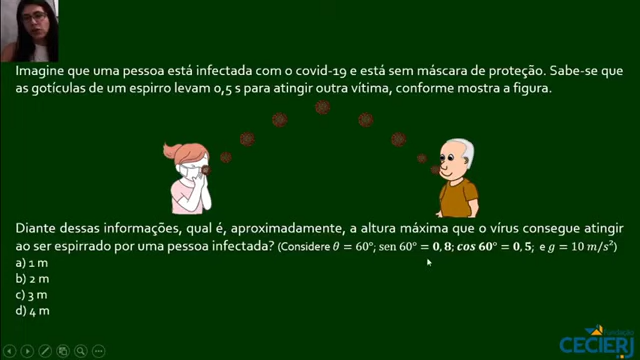 Imagine que uma pessoa está infectada com o covid-19 e está sem máscara de proteção. Sabe-se que
as gotículas de um espirro levam 0,5 s para atingir outra vítima, conforme mostra a figura.
Diante dessas informações, qual é, aproximadamente, a altura máxima que o vírus consegue atingir
ao ser espirrado por uma pessoa infectada? (Considere θ = 60°; sen 60° = 0,8; cos 60° = 0,5; e g = 10 m/s²)
a) 1 m
b) 2 m
c) 3 m
d) 4 m
Fundação
CECIERJ